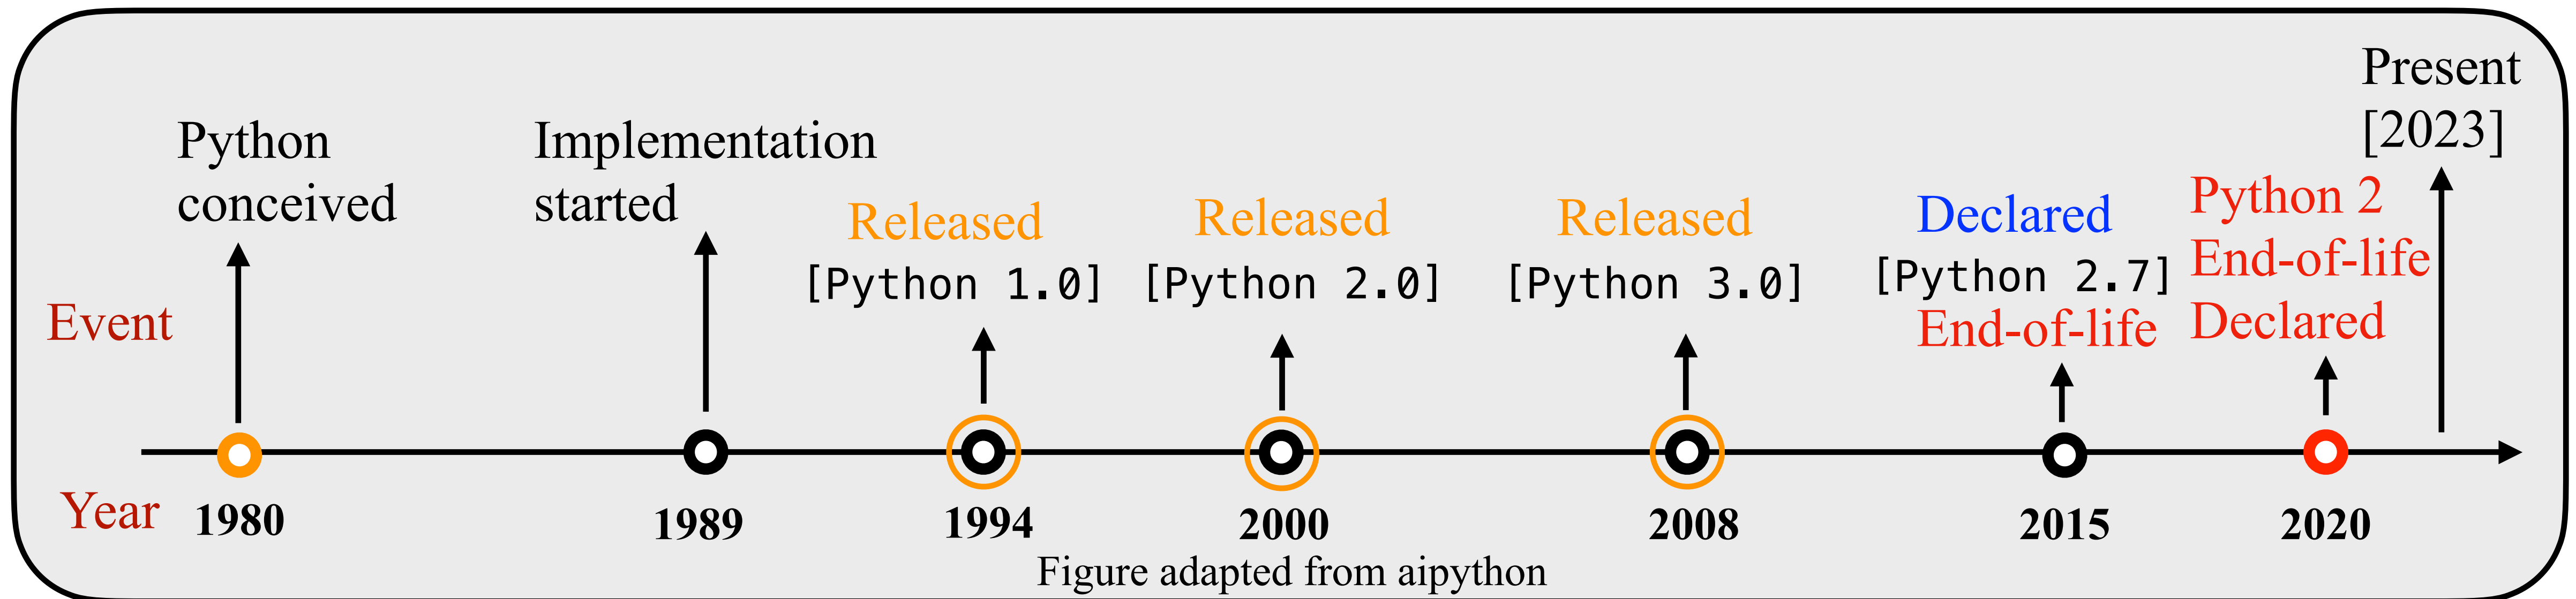 Python
conceived
Implementation
started
Released
[Python 1.0]
Released
[Python 2.0]
Released
[Python 3.0]
Declared
[Python 2.7]
End-of-life
Python 2
End-of-life
Declared
Present
[2023]
Event
Year
1980
1989
1994
2000
2008
2015
2020
Figure adapted from aipython